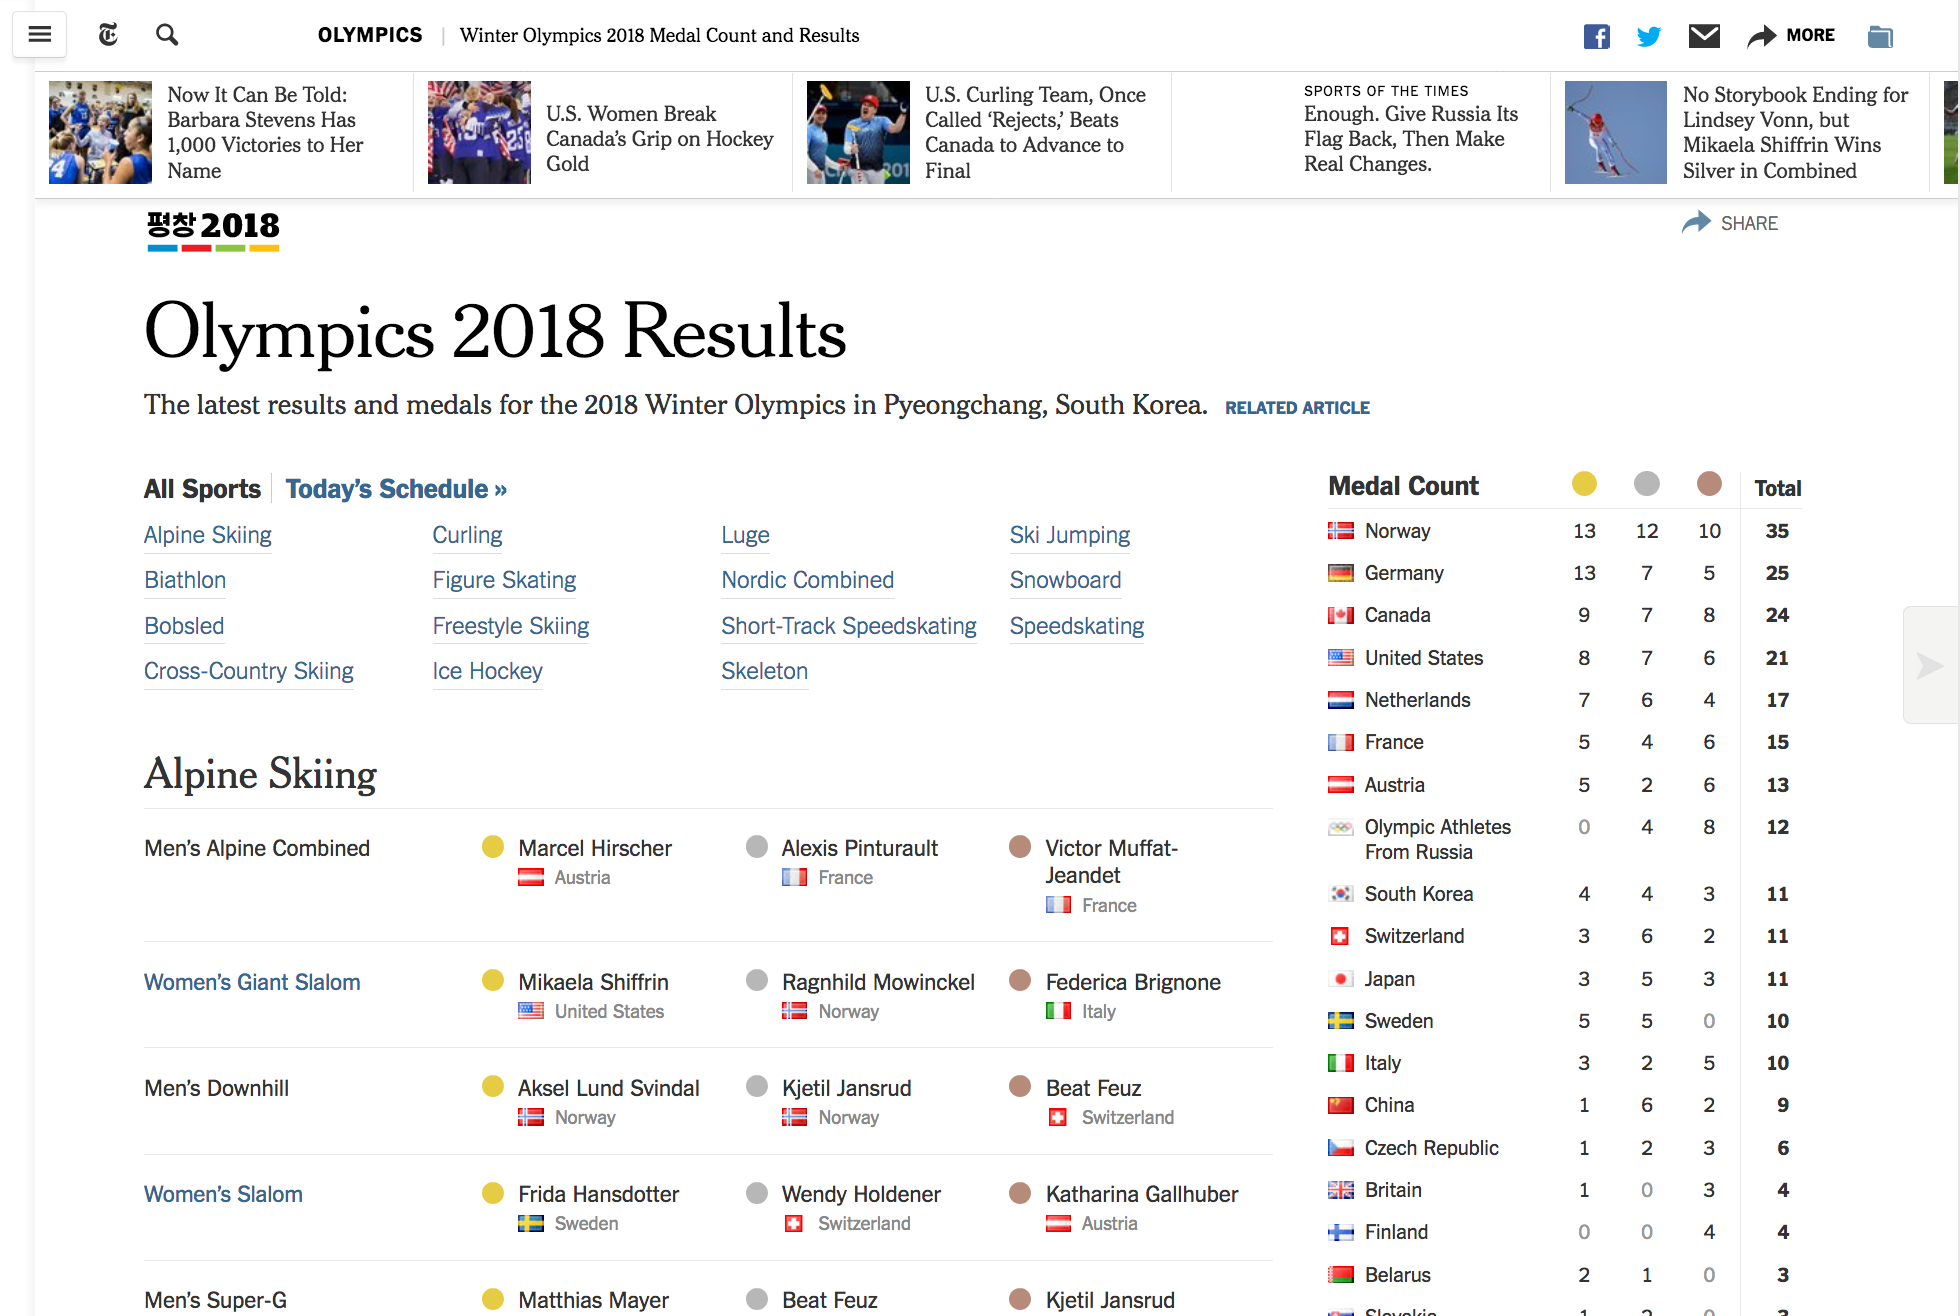 OLYMPICS | Winter Olympics 2018 Medal Count and Results
MORE
Now It Can Be Told:
Barbara Stevens Has
1,000 Victories to Her
Name
U.S. Women Break
Canada's Grip on Hockey
Gold
U.S. Curling Team, Once
Called ‘Rejects,’ Beats
Canada to Advance to
Final
SPORTS OF THE TIMES
Enough. Give Russia Its
Flag Back, Then Make
Real Changes.
No Storybook Ending for
Lindsey Vonn, but
Mikaela Shiffrin Wins
Silver in Combined
평창 2018
SHARE
Olympics 2018 Results
The latest results and medals for the 2018 Winter Olympics in Pyeongchang, South Korea. RELATED ARTICLE
All Sports Today’s Schedule »
Alpine Skiing Curling Luge Ski Jumping
Biathlon Figure Skating Nordic Combined Snowboard
Bobsled Freestyle Skiing Short-Track Speedskating Speedskating
Cross-Country Skiing Ice Hockey Skeleton
Alpine Skiing
Men’s Alpine Combined Marcel Hirscher Alexis Pinturault Victor Muffat-
Jeandet
Austria France France
Women’s Giant Slalom Mikaela Shiffrin Ragnhild Mowinckel Federica Brignone
United States Norway Italy
Men’s Downhill Aksel Lund Svindal Kjetil Jansrud Beat Feuz
Norway Norway Switzerland
Women’s Slalom Frida Hansdotter Wendy Holdener Katharina Gallhuber
Sweden Switzerland Austria
Men’s Super-G Matthias Mayer Beat Feuz Kjetil Jansrud
Medal Count Total
Norway 13 12 10 35
Germany 13 7 5 25
Canada 9 7 8 24
United States 8 7 6 21
Netherlands 7 6 4 17
France 5 4 6 15
Austria 5 2 6 13
Olympic Athletes 0 4 8 12
From Russia
South Korea 4 4 3 11
Switzerland 3 6 2 11
Japan 3 5 3 11
Sweden 5 5 0 10
Italy 3 2 5 10
China 1 6 2 9
Czech Republic 1 2 3 6
Britain 1 0 3 4
Finland 0 0 4 4
Belarus 2 1 0 3
Slovakia 1 2 0 3